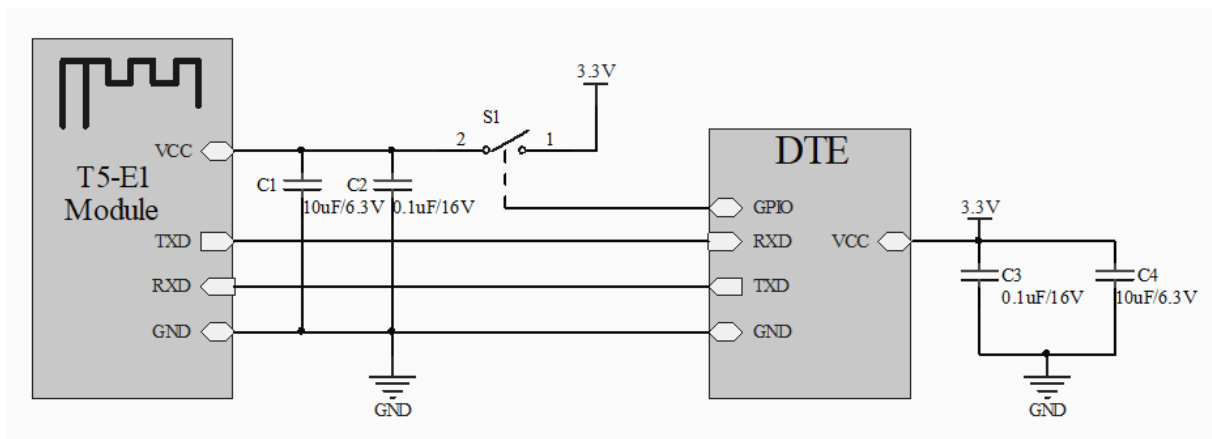 3.3V
S1
2
1
DTE
VCC
T5-E1
Module
C1
10uF/6.3V
C2
0.1uF/16V
GPIO
3.3V
TXD
RXD
VCC
RXD
TXD
C3
0.1uF/16V
C4
10uF/6.3V
GND
GND
GND
GND